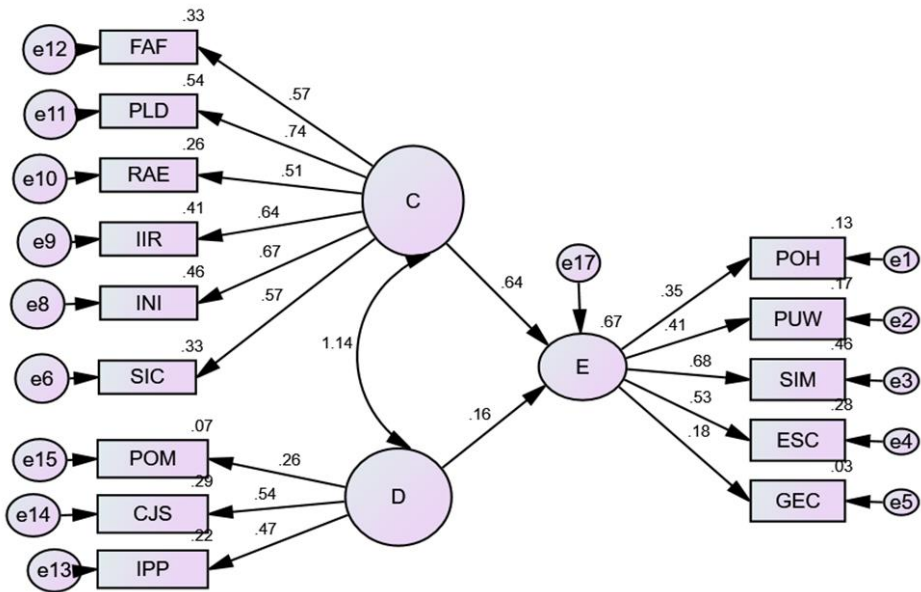 .33
e12 FAF
.57
.54
e11 PLD
.74
.26
e10 RAE
.51
.41
e9 IIR
.64
.46
e8 INI
.67
.33
e6 SIC
.57
C
1.14
.64
.07
e15 POM
.26
.29
e14 CJS
.54
.22
e13 IPP
.47
D
.16
e17
.67
E
.13
.35
POH e1
.17
.41
PUW e2
.46
.68
SIM e3
.28
.53
ESC e4
.03
.18
GEC e5